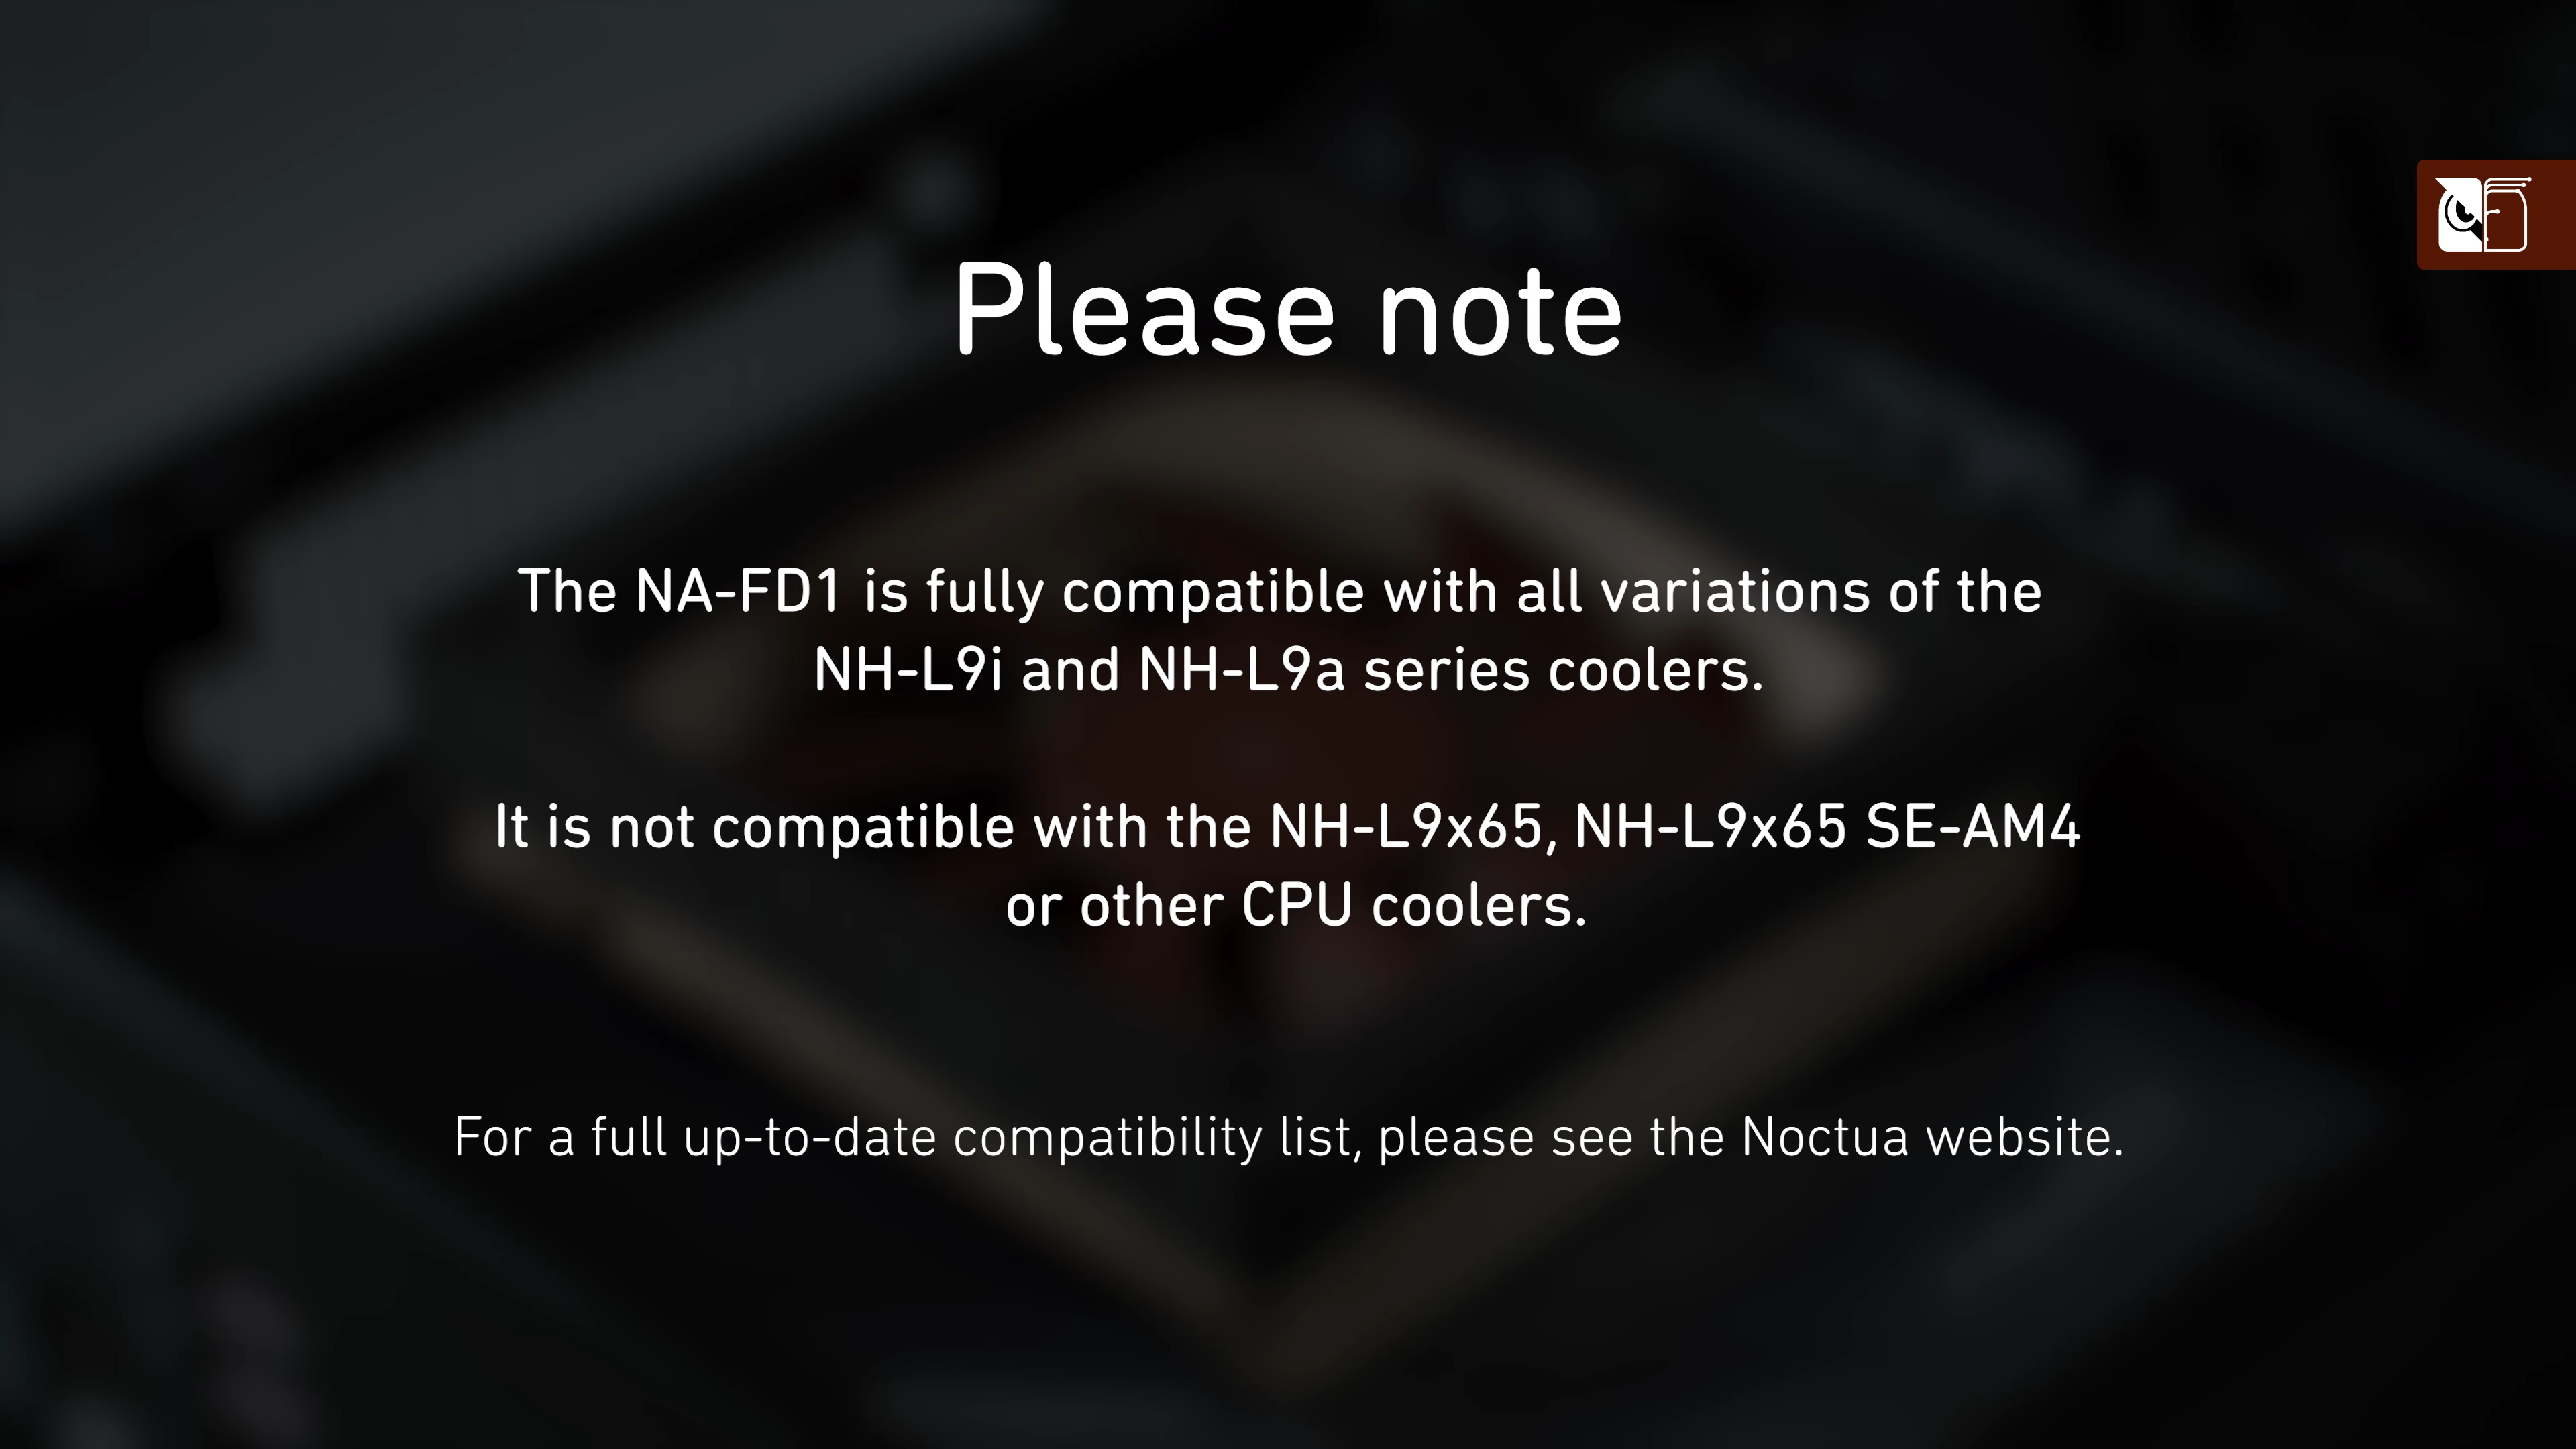 Please note
The NA-FD1 is fully compatible with all variations of the
NH-L9i and NH-L9a series coolers.
It is not compatible with the NH-L9x65, NH-L9x65 SE-AM4
or other CPU coolers.
For a full up-to-date compatibility list, please see the Noctua website.